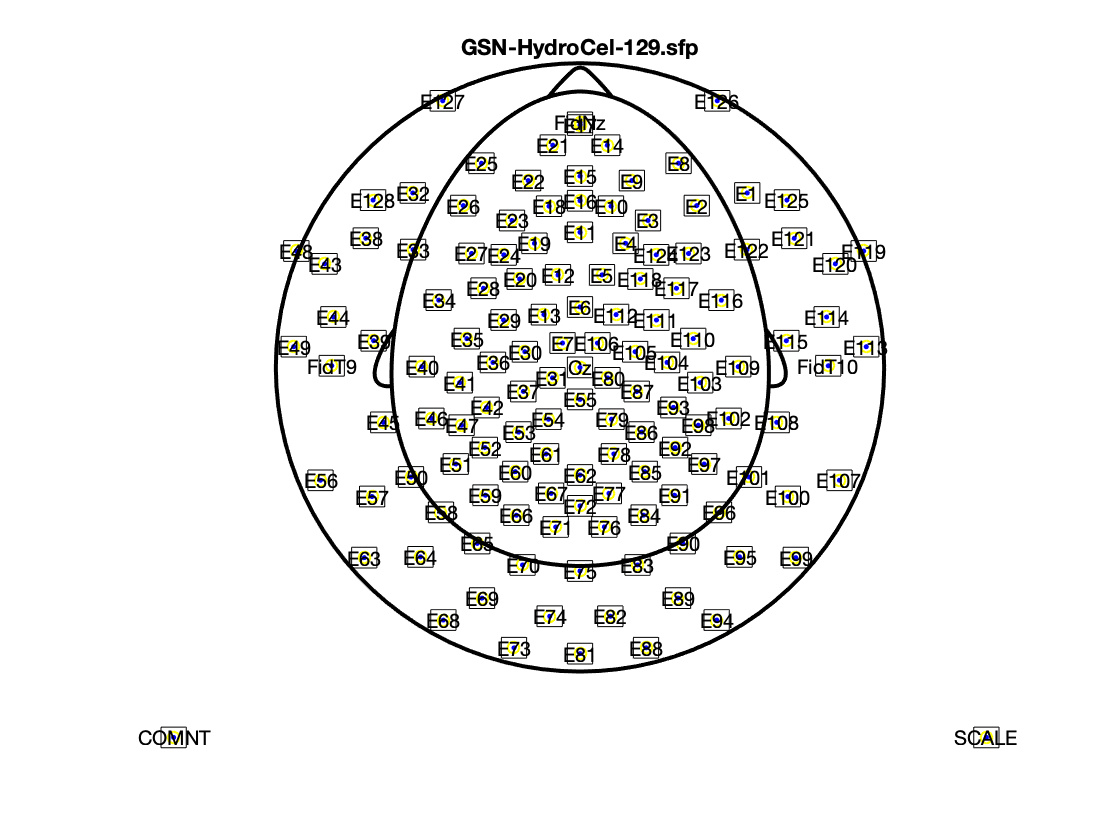 GSN-HydroCel-129.sfp
E127 E126
FidNz
E21 E14
E25 E8
E22 E15 E9
E128 E32 E1 E125
E26 E18 E16 E10 E2
E23 E3
E38 E11 E121
E48 E33 E19 E4 E122 E119
E27 E24 E124 E123
E43 E120
E20 E12 E5 E118
E28 E117
E34 E116
E6
E44 E29 E13 E112 E111 E114
E49 E39 E35 E7 E106 E110 E115 E113
E30 E105
FidT9 E40 E36 Cz E104 E109 FidT10
E41 E31 E80 E103
E37 E87
E42 E55 E93
E45 E46 E47 E54 E79 E98 E102 E108
E53 E86
E52 E61 E78 E92
E51 E97
E56 E50 E60 E62 E85 E101 E107
E57 E59 E67 E77 E91 E100
E58 E66 E72 E84 E96
E71 E76
E65 E90
E63 E64 E95 E99
E70 E75 E83
E69 E89
E68 E74 E82 E94
E73 E81 E88
COMNT SCALE